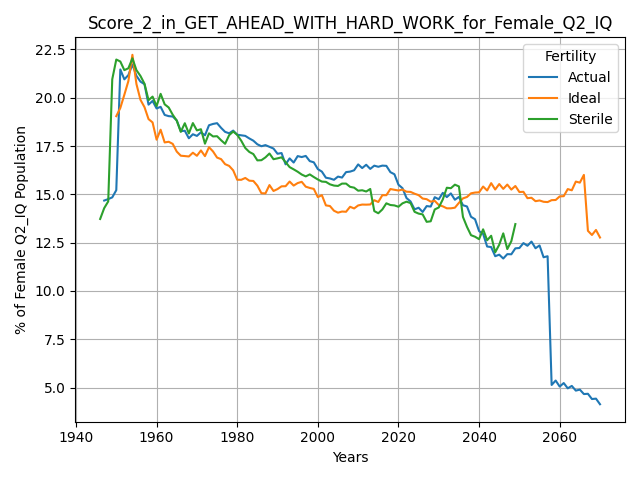 Score_2_in_GET_AHEAD_WITH_HARD_WORK_for_Female_Q2_IQ
% of Female Q2_IQ Population
22.5
20.0
17.5
15.0
12.5
10.0
7.5
5.0
Fertility
Actual
Ideal
Sterile
1940 1960 1980 2000 2020 2040 2060
Years